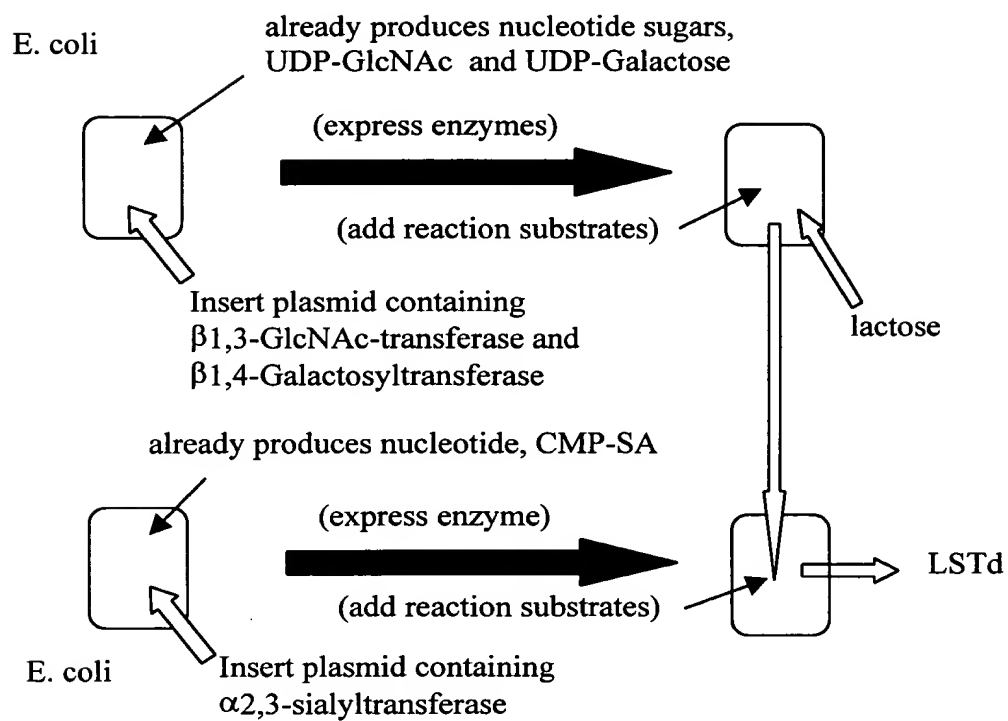 E. coli
already produces nucleotide sugars,
UDP-GlcNAc and UDP-Galactose
(express enzymes)
(add reaction substrates)
Insert plasmid containing
β1,3-GlcNAc-transferase and
β1,4-Galactosyltransferase
lactose
already produces nucleotide, CMP-SA
(express enzyme)
LSTd
(add reaction substrates)
E. coli
Insert plasmid containing
α2,3-sialyltransferase